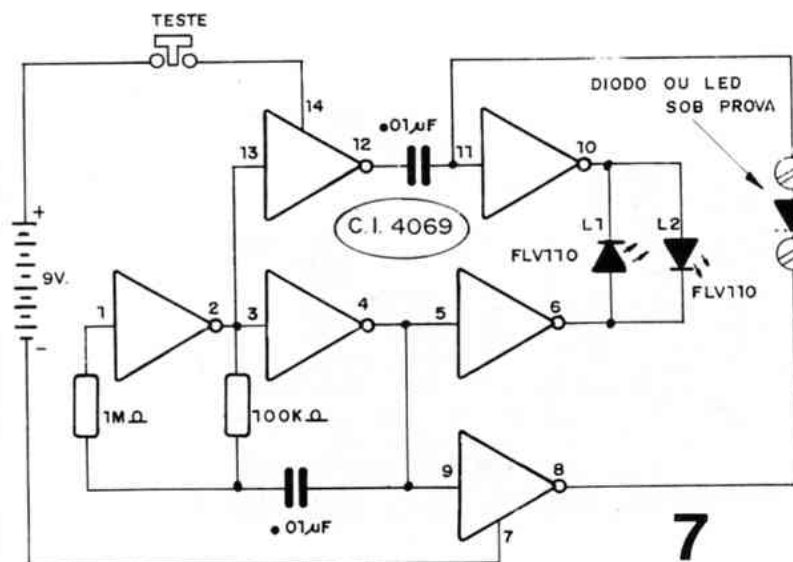 TESTE
14
13
12
.01µF
11
10
DIODO OU LED
SOB PROVA
C.I. 4069
L1
L2
FLV110
FLV110
+
9V.
-
1
2
3
4
5
6
1MΩ
100KΩ
.01µF
9
8
7
7